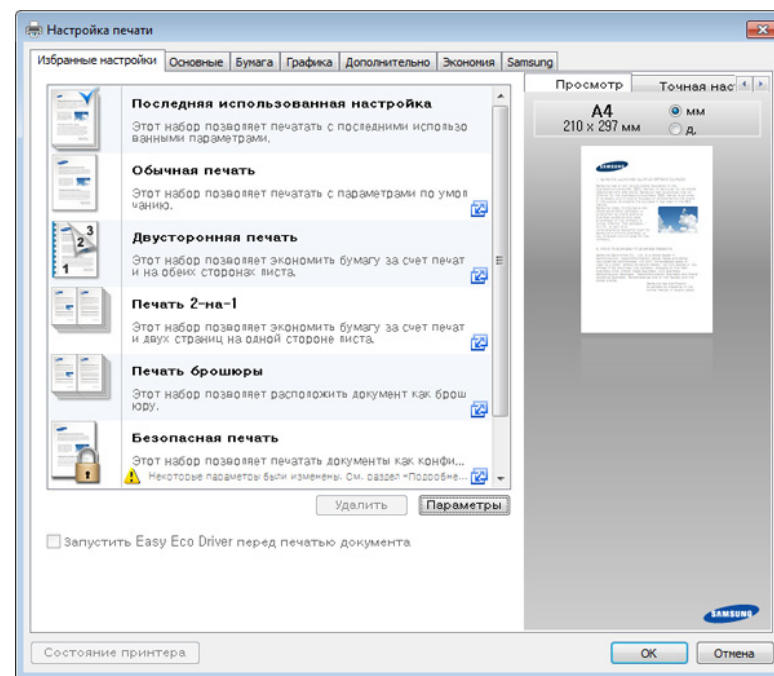 Настройка печати
Избранные настройки Основные Бумага Графика Дополнительно Экономия Samsung
Последняя использованная настройка
Этот набор позволяет печатать с последними использо
ванными параметрами.
Обычная печать
Этот набор позволяет печатать с параметрами по умол
чанию.
3
2
1
Двусторонняя печать
Этот набор позволяет экономить бумагу за счет печат
и на обеих сторонах листа.
Печать 2-на-1
Этот набор позволяет экономить бумагу за счет печат
и двух страниц на одной стороне листа.
Печать брошюры
Этот набор позволяет расположить документ как брош
юру.
Безопасная печать
Этот набор позволяет печатать документы как конфи...
Некоторые параметры были изменены. См. раздел "Подробне...
Удалить Параметры
Запустить Easy Eco Driver перед печатью документа
Просмотр Точная нас
A4
210 x 297 мм
мм
д.
SAMSUNG
SAMSUNG
Состояние принтера OK Отмена